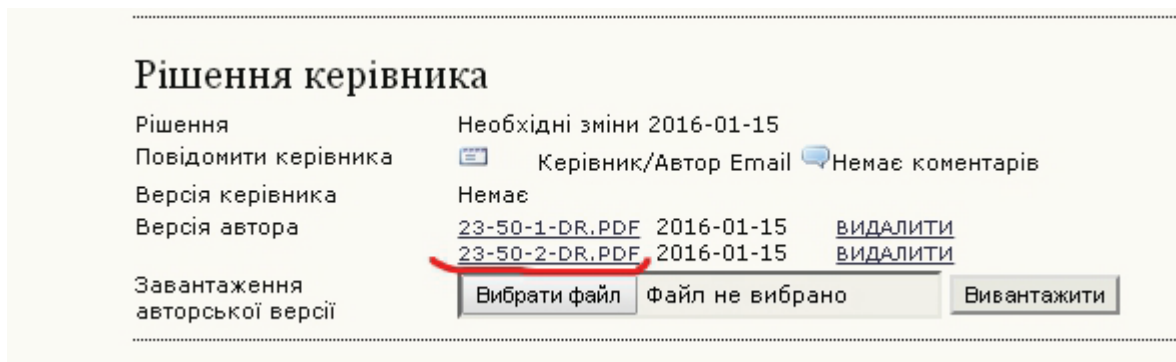 Рішення керівника
Рішення Необхідні зміни 2016-01-15
Повідомити керівника Керівник/Автор Email Немає коментарів
Версія керівника Немає
Версія автора 23-50-1-DR.PDF 2016-01-15 ВИДАЛИТИ
23-50-2-DR.PDF 2016-01-15 ВИДАЛИТИ
Завантаження
авторської версії Вибрати файл Файл не вибрано Вивантажити